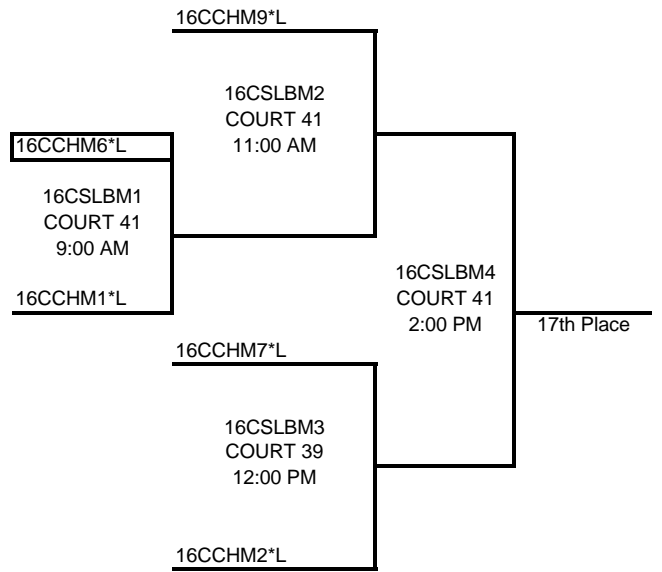 16CCHM9*L
16CSLBM2
COURT 41
11:00 AM
16CCHM6*L
16CSLBM1
COURT 41
9:00 AM
16CSLBM4
COURT 41
2:00 PM
16CCHM1*L
17th Place
16CCHM7*L
16CSLBM3
COURT 39
12:00 PM
16CCHM2*L